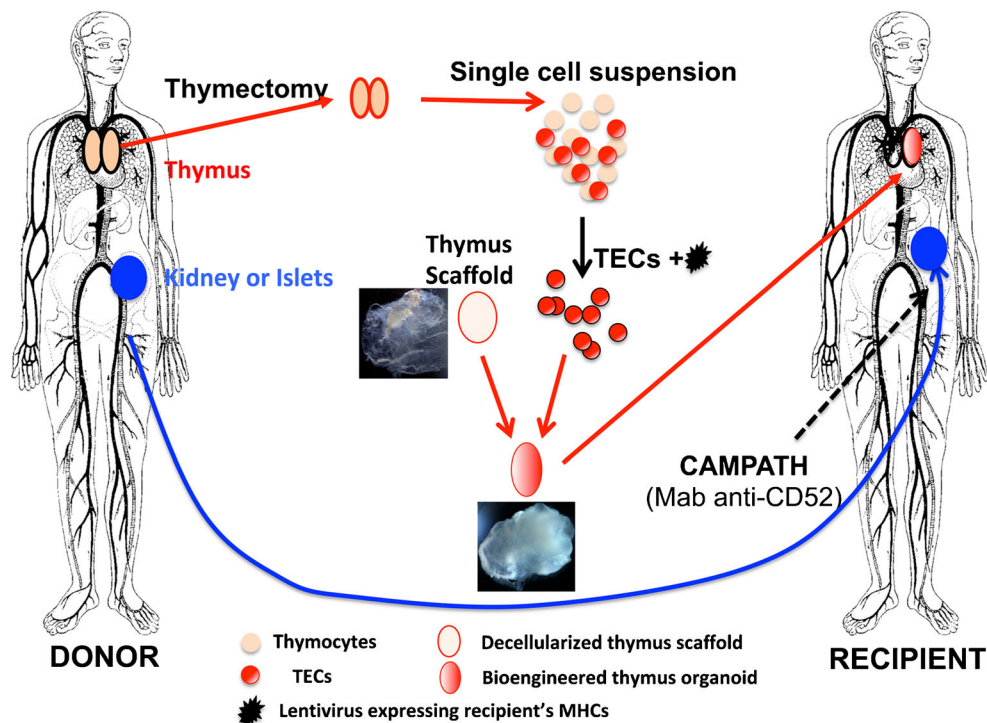 Thymectomy
Single cell suspension
Thymus
Kidney or Islets
Thymus
Scaffold
TECs +
CAMPATH
(Mab anti-CD52)
DONOR
RECIPIENT
Thymocytes
Decellularized thymus scaffold
TECs
Bioengineered thymus organoid
Lentivirus expressing recipient's MHCs